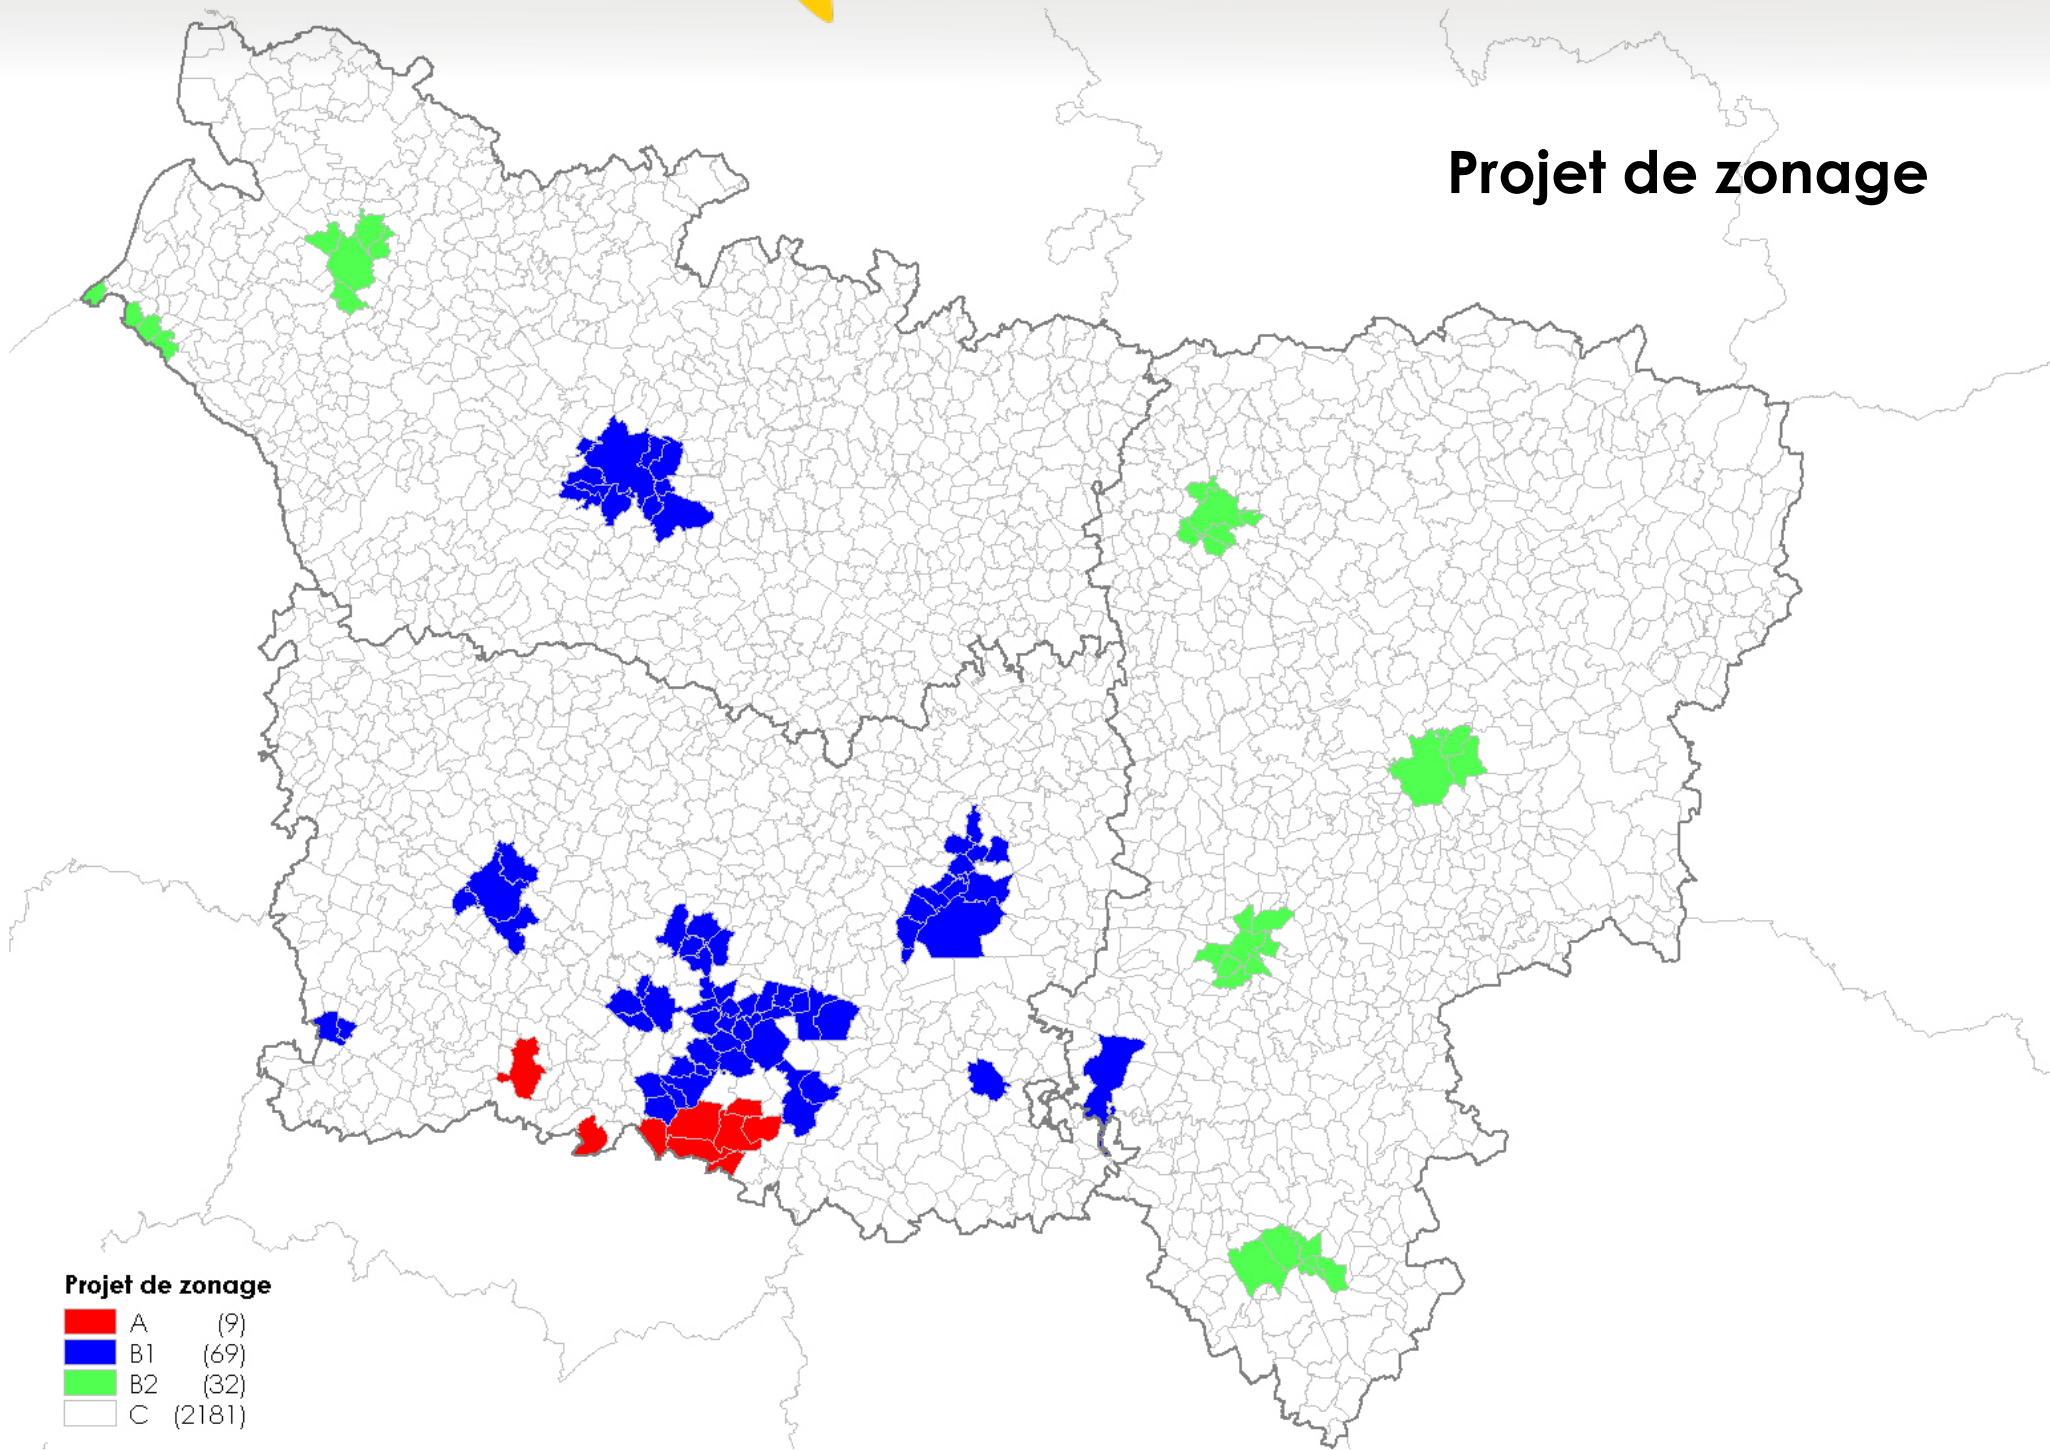 Projet de zonage
Projet de zonage
A (9)
B1 (69)
B2 (32)
C (2181)